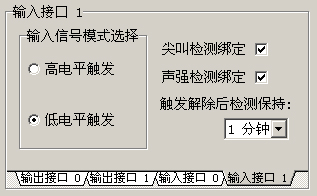 输入接口 1
输入信号模式选择
高电平触发
低电平触发
尖叫检测绑定
声强检测绑定
触发解除后检测保持:
1 分钟
输出接口 0 输出接口 1 输入接口 0 输入接口 1